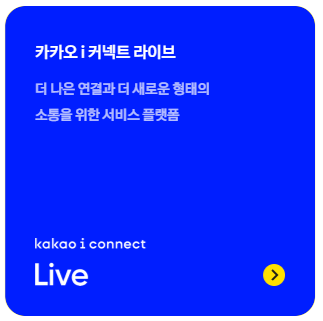 카카오 i 커넥트 라이브
더 나은 연결과 더 새로운 형태의
소통을 위한 서비스 플랫폼
kakao i connect
Live